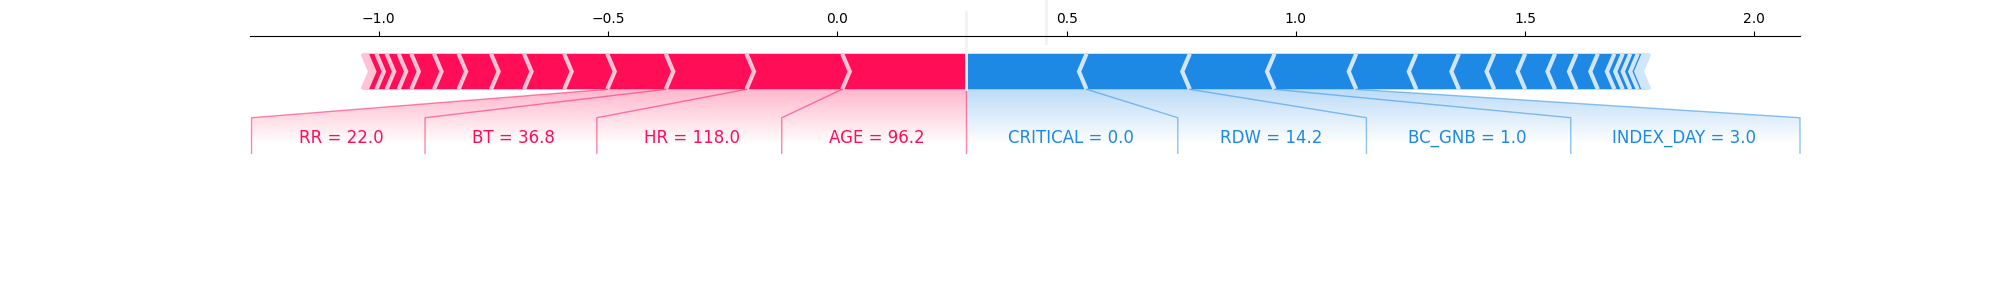 −1.0 −0.5 0.0 0.5 1.0 1.5 2.0
RR = 22.0 BT = 36.8 HR = 118.0 AGE = 96.2 CRITICAL = 0.0 RDW = 14.2 BC_GNB = 1.0 INDEX_DAY = 3.0